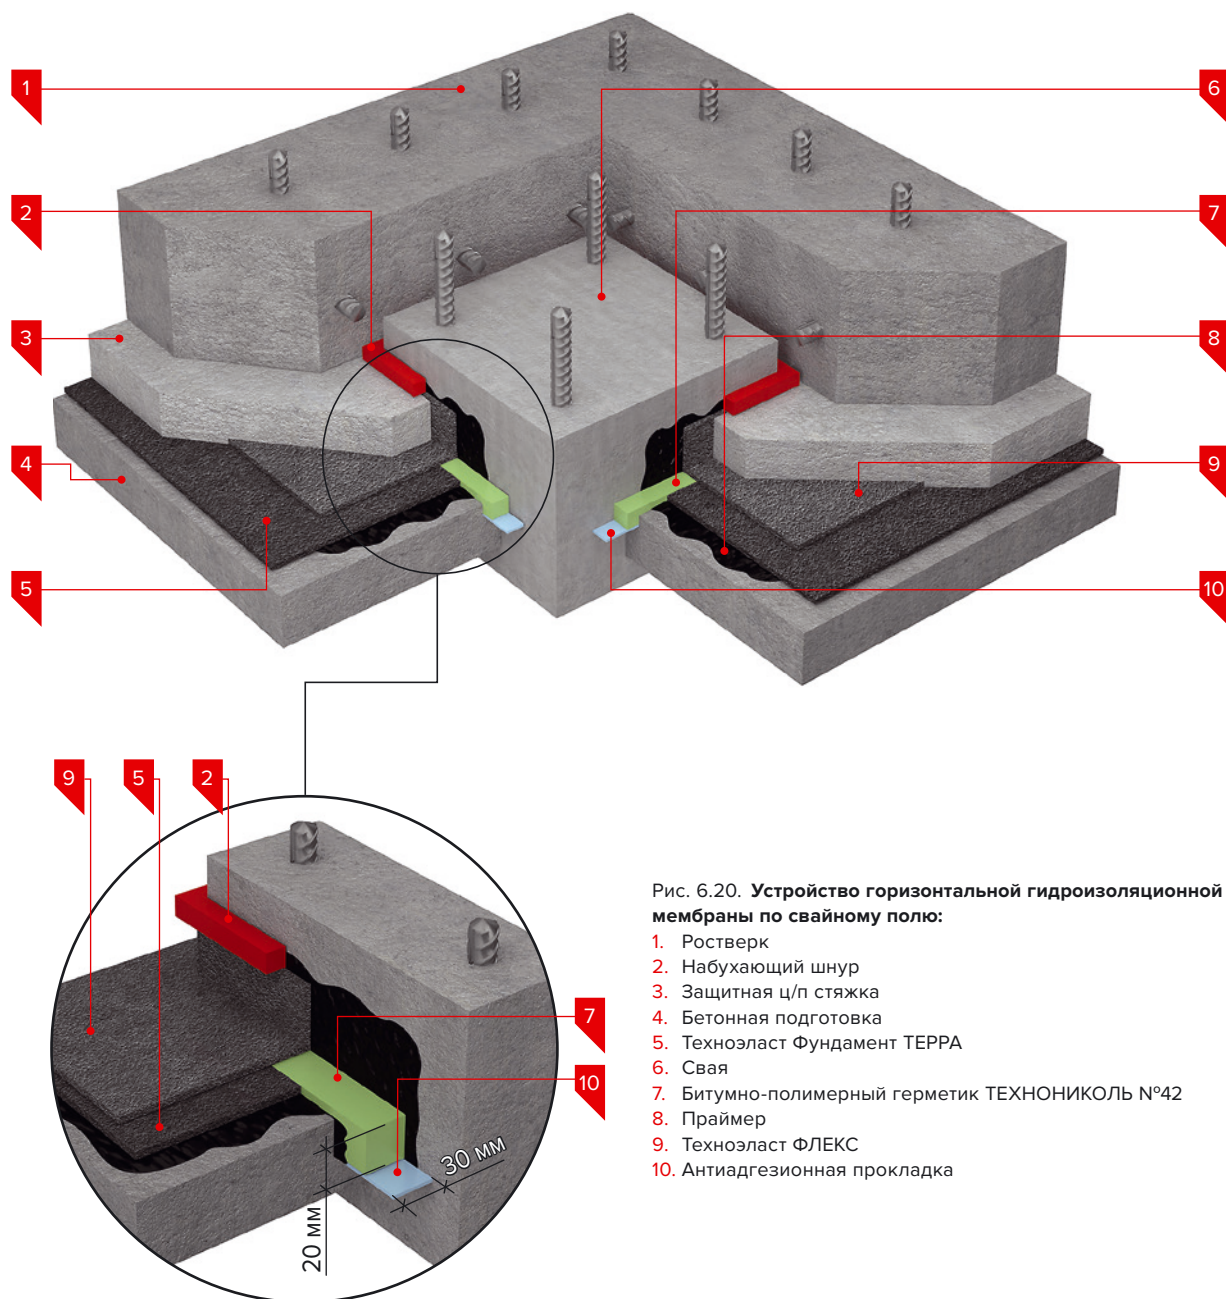 1
6
2
7
3
8
4
9
5
10
9
5
2
7
10
30 мм
20 мм
Рис. 6.20. Устройство горизонтальной гидроизоляционной
мембраны по свайному полю:
1. Ростверк
2. Набухающий шнур
3. Защитная ц/п стяжка
4. Бетонная подготовка
5. Техноэласт Фундамент ТЕРРА
6. Свая
7. Битумно-полимерный герметик ТЕХНОНИКОЛЬ №42
8. Праймер
9. Техноэласт ФЛЕКС
10. Антиадгезионная прокладка